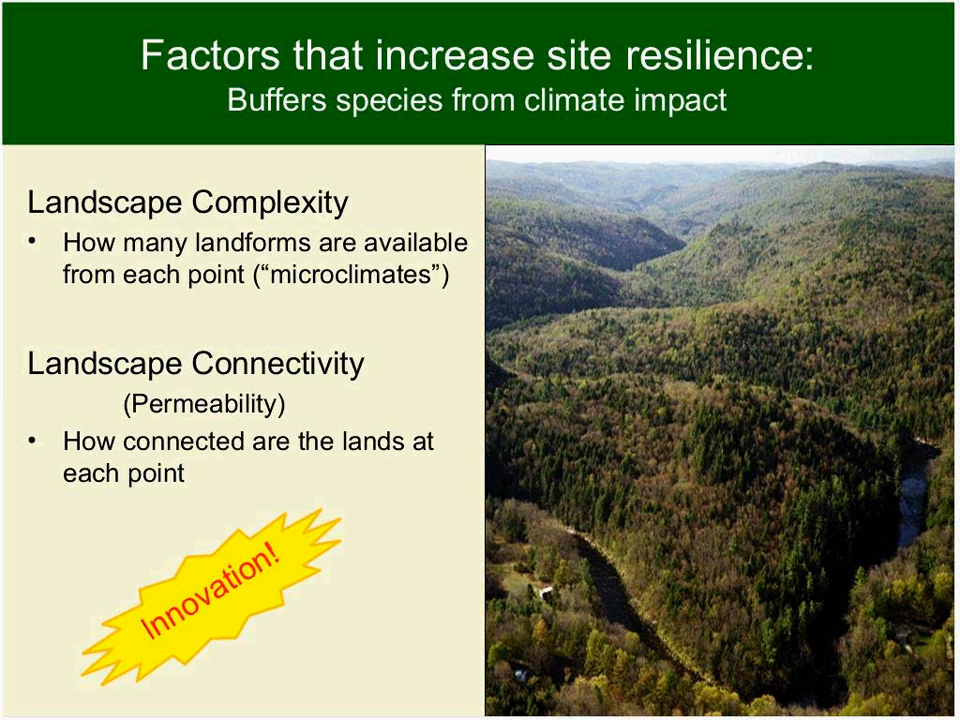 Factors that increase site resilience:
Buffers species from climate impact
Landscape Complexity
• How many landforms are available
from each point (“microclimates”)
Landscape Connectivity
(Permeability)
• How connected are the lands at
each point
Innovation!